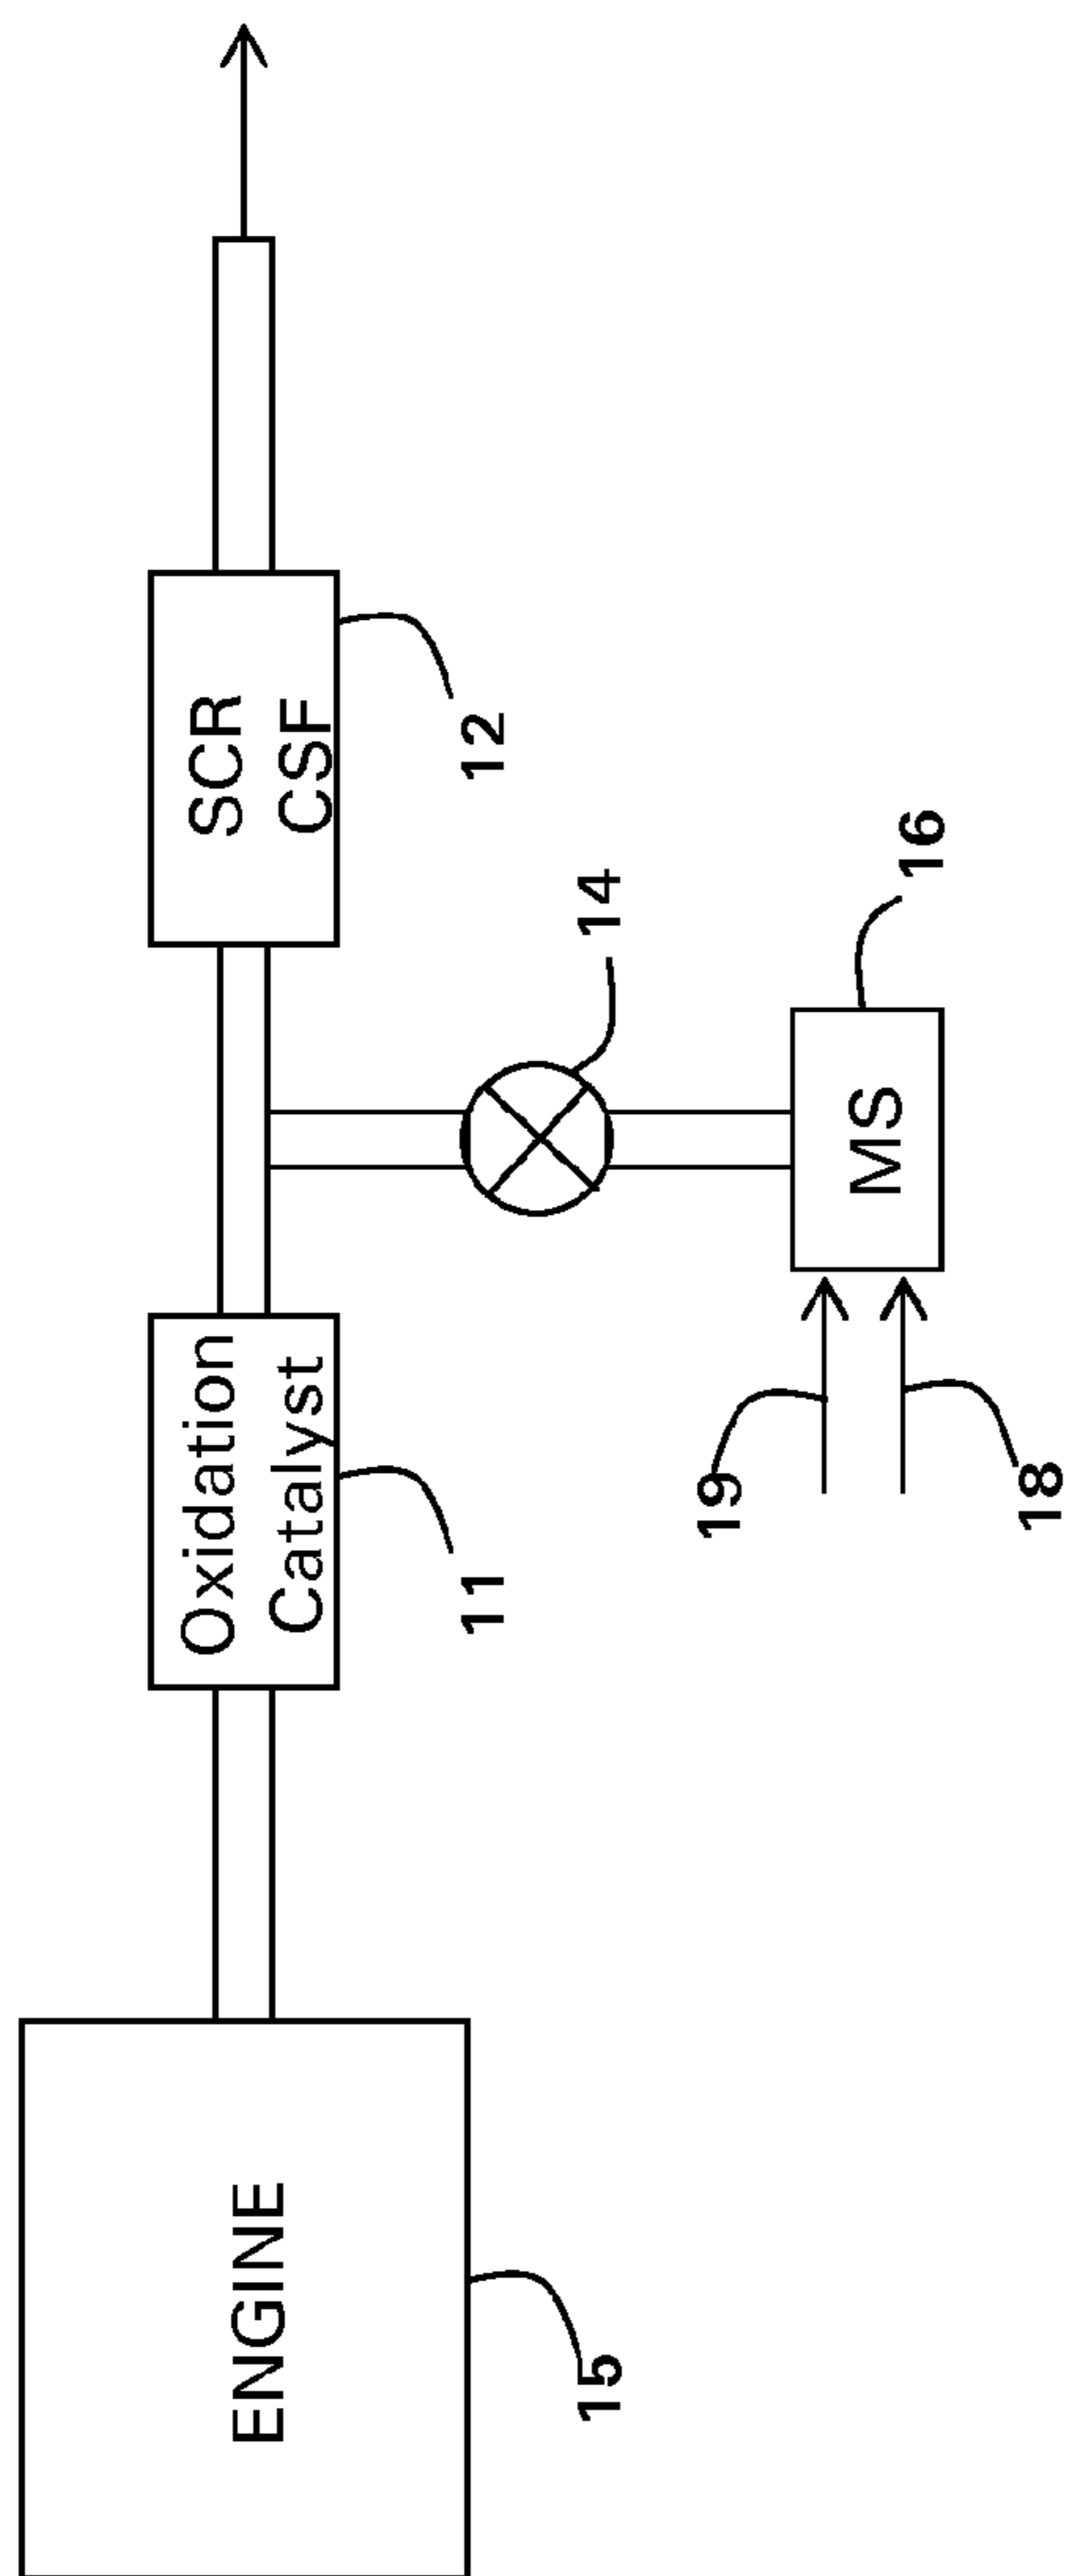 ENGINE
15
Oxidation
Catalyst
11
SCR
CSF
12
14
MS
16
19
18